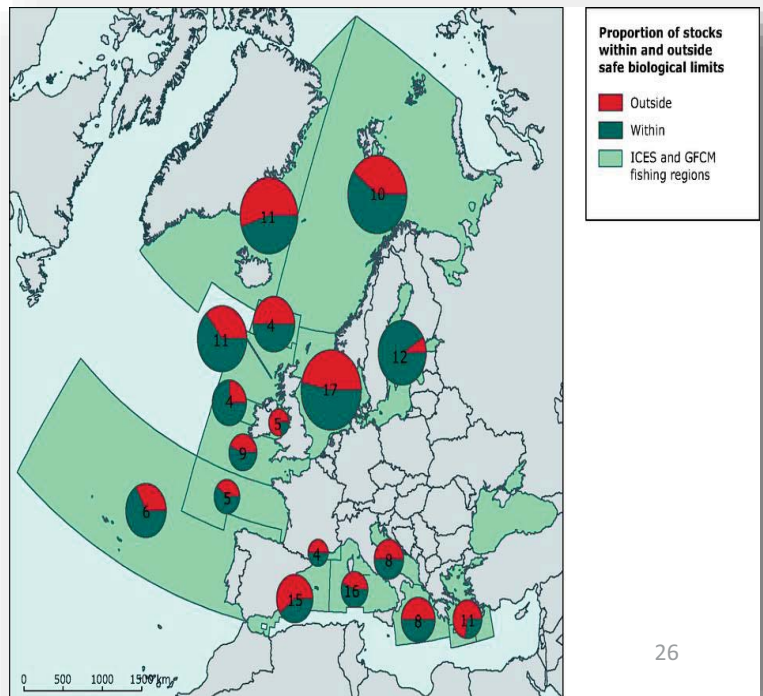 Proportion of stocks
within and outside
safe biological limits
Outside
Within
ICES and GFCM
fishing regions
10
11
4
11
12
17
4
5
9
5
6
4
8
16
15
8
11
26
0 500 1000 1500 km